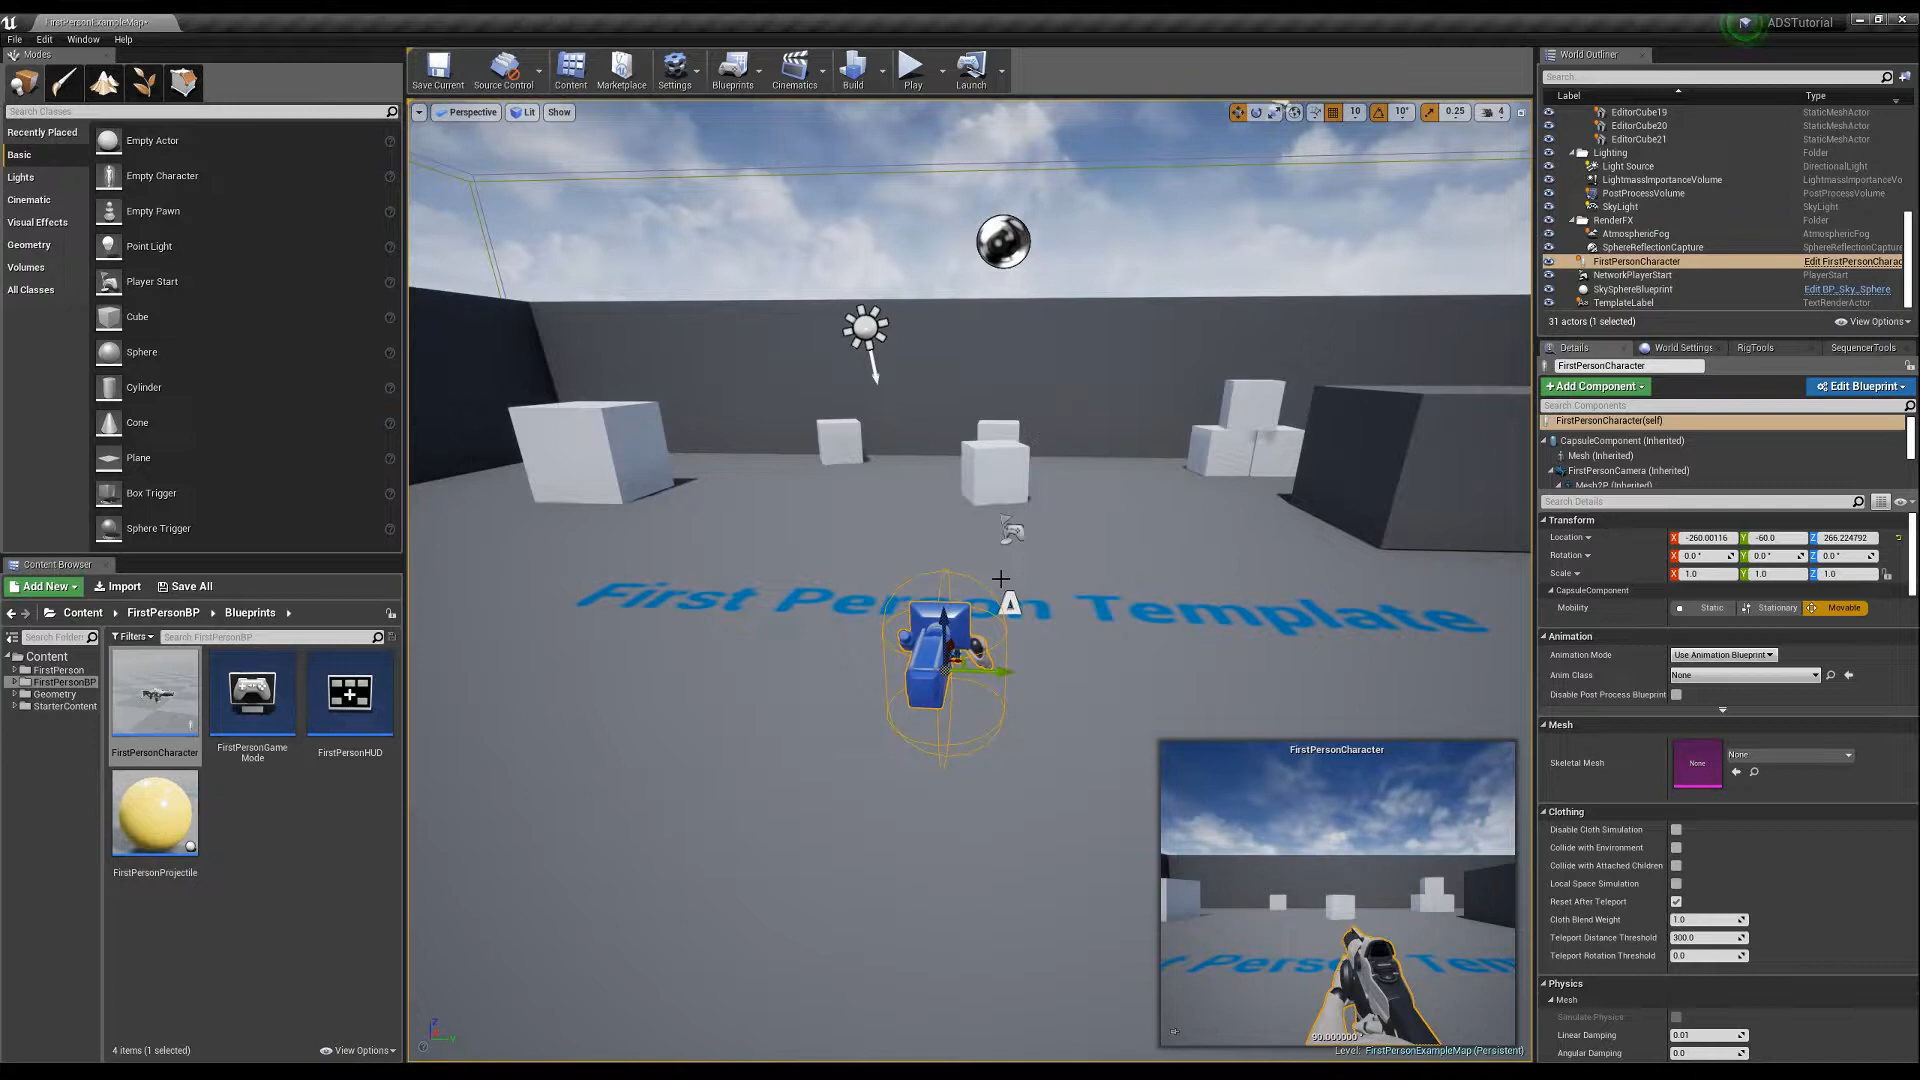 FirstPersonExampleMap*
ADSTutorial
File Edit Window Help
Modes
Search Classes
Recently Placed
Basic
Lights
Cinematic
Visual Effects
Geometry
Volumes
All Classes
Empty Actor
Empty Character
Empty Pawn
Point Light
Player Start
Cube
Sphere
Cylinder
Cone
Plane
Box Trigger
Sphere Trigger
Save Current Source Control Content Marketplace Settings Blueprints Cinematics Build Play Launch
Perspective Lit Show
10 10° 0.25 4
First Person Template
FirstPersonCharacter
90.000000
Level: FirstPersonExampleMap (Persistent)
Content Browser
Add New Import Save All
Content FirstPersonBP Blueprints
Search Folders
Filters Search FirstPersonBP
Content
FirstPerson
FirstPersonBP
Geometry
StarterContent
FirstPersonCharacter
FirstPersonGame
Mode
FirstPersonHUD
FirstPersonProjectile
4 items (1 selected) View Options
World Outliner
Search...
Label Type
EditorCube19 StaticMeshActor
EditorCube20 StaticMeshActor
EditorCube21 StaticMeshActor
Lighting Folder
Light Source DirectionalLight
LightmassImportanceVolume LightmassImportanceVo
PostProcessVolume PostProcessVolume
SkyLight SkyLight
RenderFX Folder
AtmosphericFog AtmosphericFog
SphereReflectionCapture SphereReflectionCapture
FirstPersonCharacter Edit FirstPersonCharac
NetworkPlayerStart PlayerStart
SkySphereBlueprint Edit BP_Sky_Sphere
TemplateLabel TextRenderActor
31 actors (1 selected) View Options
Details World Settings RigTools SequencerTools
FirstPersonCharacter
+ Add Component Edit Blueprint
Search Components
FirstPersonCharacter(self)
CapsuleComponent (Inherited)
Mesh (Inherited)
FirstPersonCamera (Inherited)
Mesh2P (Inherited)
Search Details
Transform
Location X -260.00116 Y -60.0 Z 266.224792
Rotation X 0.0° Y 0.0° Z 0.0°
Scale X 1.0 Y 1.0 Z 1.0
CapsuleComponent
Mobility Static Stationary Movable
Animation
Animation Mode Use Animation Blueprint
Anim Class None
Disable Post Process Blueprint
Mesh
Skeletal Mesh None None
Clothing
Disable Cloth Simulation
Collide with Environment
Collide with Attached Children
Local Space Simulation
Reset After Teleport
Cloth Blend Weight 1.0
Teleport Distance Threshold 300.0
Teleport Rotation Threshold 0.0
Physics
Mesh
Simulate Physics
Linear Damping 0.01
Angular Damping 0.0